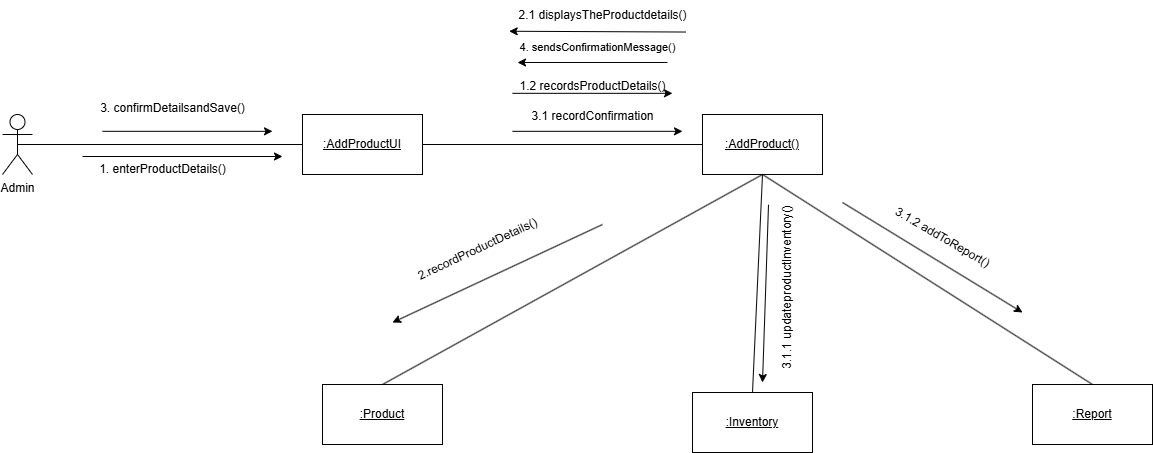 2.1 displaysTheProductdetails()
4. sendsConfirmationMessage()
1.2 recordsProductDetails()
3. confirmDetailsandSave()
3.1 recordConfirmation
:AddProductUI
:AddProduct()
1. enterProductDetails()
Admin
2.recordProductDetails()
3.1.1 updateproductInventory()
3.1.2 addToReport()
:Product
:Inventory
:Report